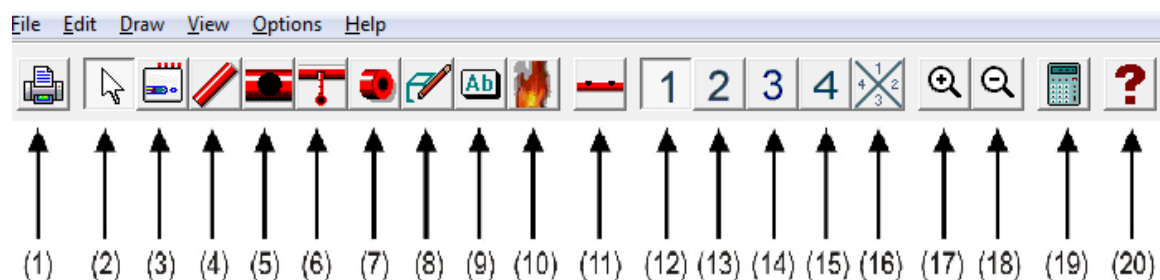 File Edit Draw View Options Help
Ab 1 2 3 4 1 4 2 3 ?
(1) (2) (3) (4) (5) (6) (7) (8) (9) (10) (11) (12) (13) (14) (15) (16) (17) (18) (19) (20)